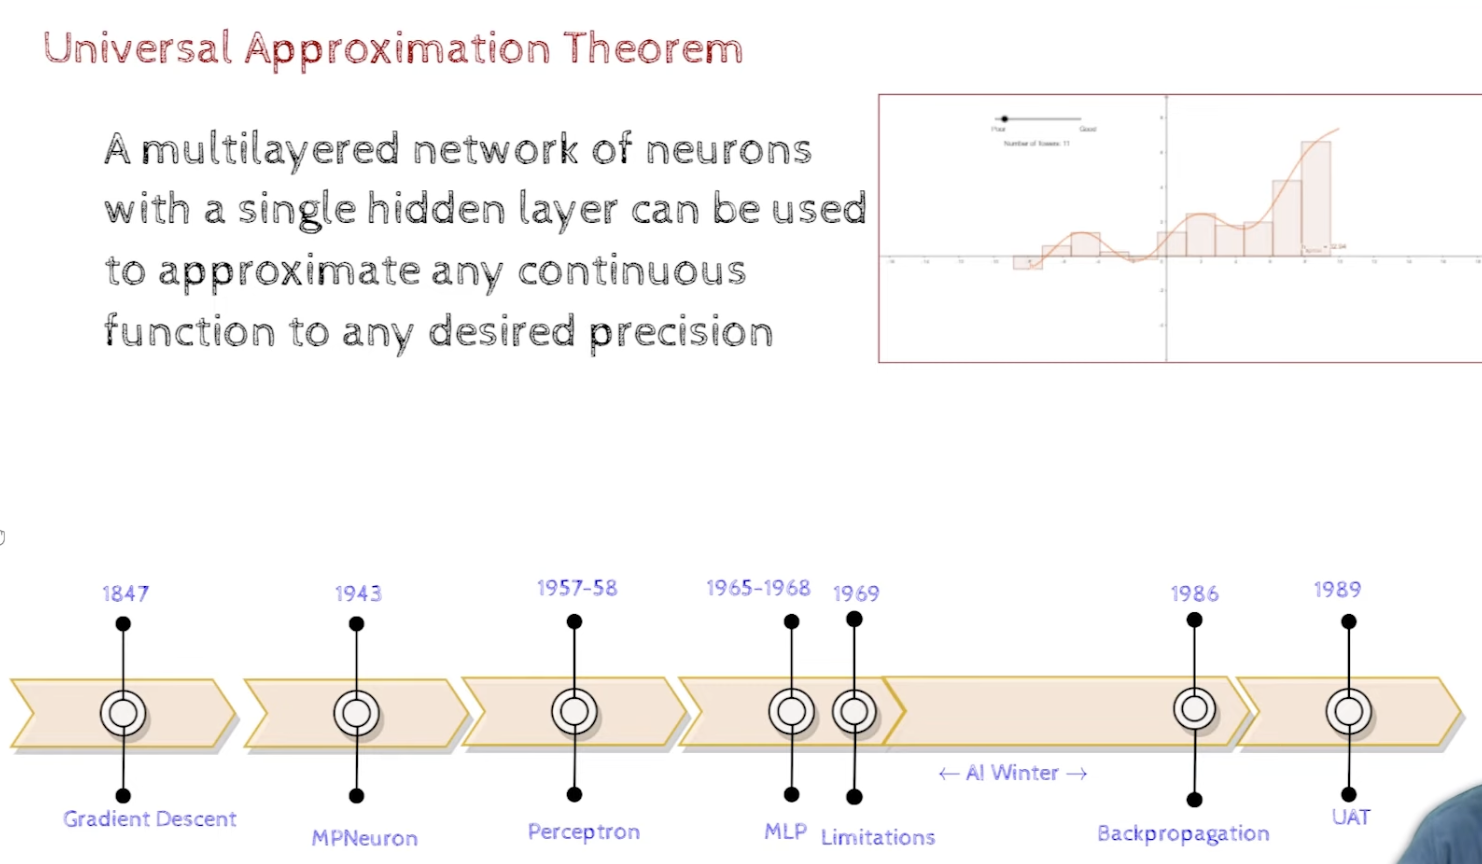 Universal Approximation Theorem
A multilayered network of neurons
with a single hidden layer can be used
to approximate any continuous
function to any desired precision
Poor Good
Number of Towers: 11
1847 1943 1957-58 1965-1968 1969 1986 1989
← AI Winter →
Gradient Descent MPNeuron Perceptron MLP Limitations Backpropagation UAT